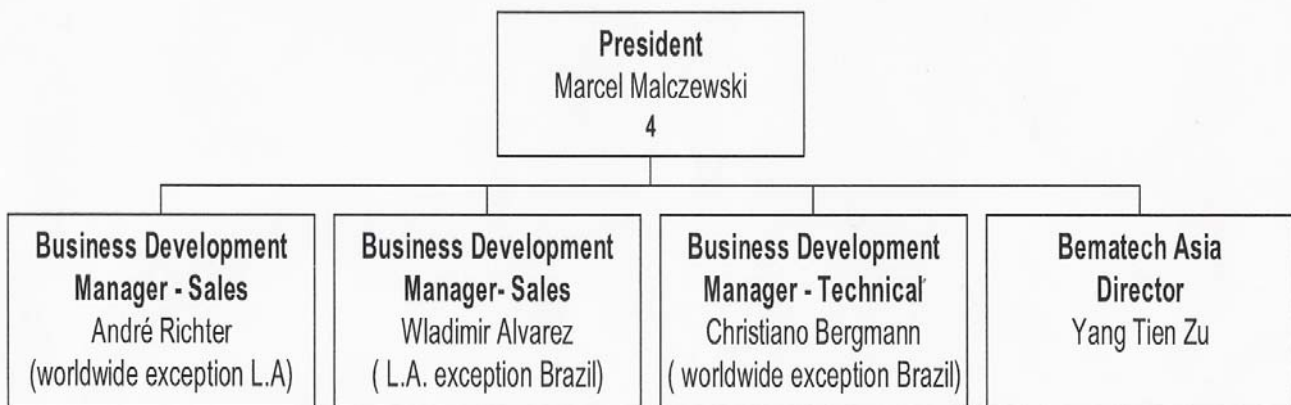 President
Marcel Malczewski
4
Business Development
Manager - Sales
André Richter
(worldwide exception L.A)
Business Development
Manager- Sales
Wladimir Alvarez
( L.A. exception Brazil)
Business Development
Manager - Technical
Christiano Bergmann
( worldwide exception Brazil)
Bematech Asia
Director
Yang Tien Zu